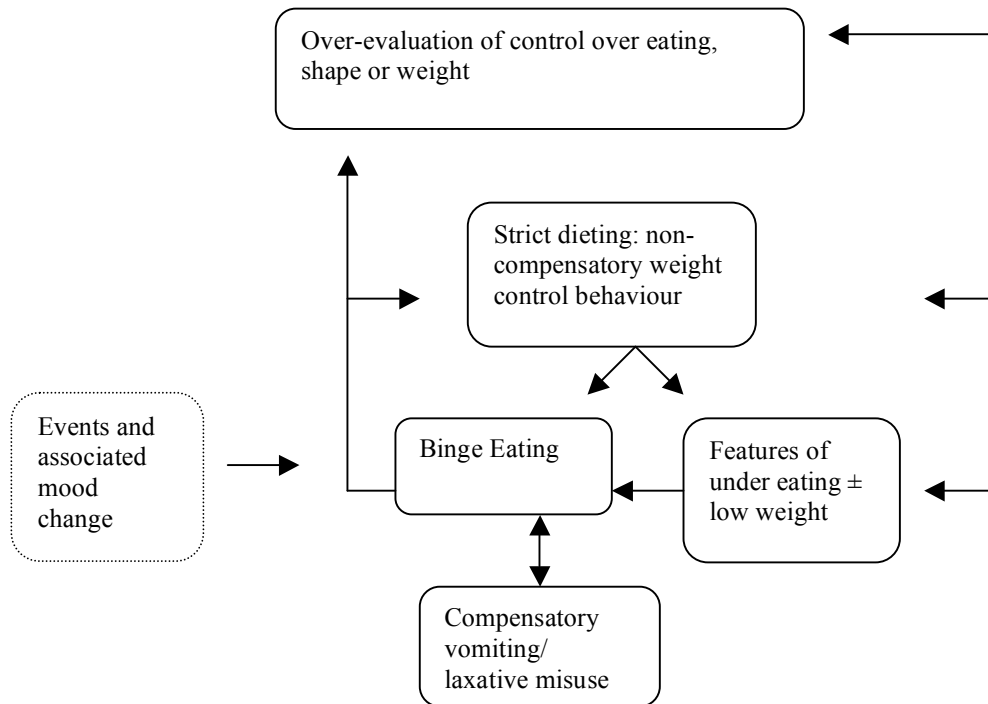 Over-evaluation of control over eating,
shape or weight
Strict dieting: non-
compensatory weight
control behaviour
Events and
associated
mood
change
Binge Eating
Features of
under eating ±
low weight
Compensatory
vomiting/
laxative misuse